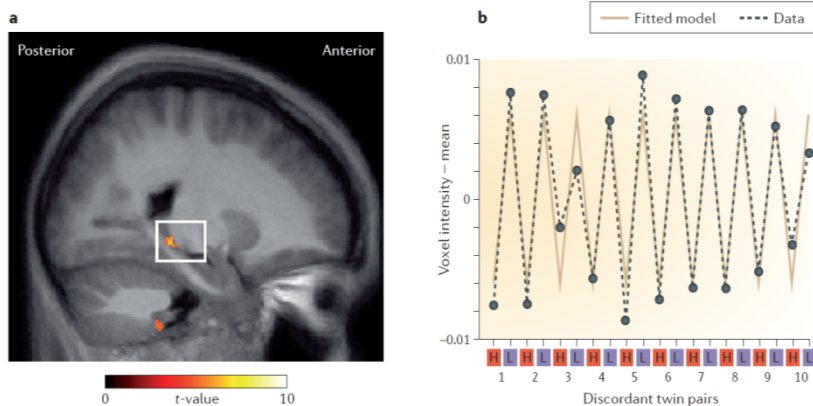 a
Posterior
Anterior
0 t-value 10
b
Fitted model Data
Voxel intensity – mean
0.01
0
–0.01
H L H L H L H L H L H L H L H L H L H L
1 2 3 4 5 6 7 8 9 10
Discordant twin pairs